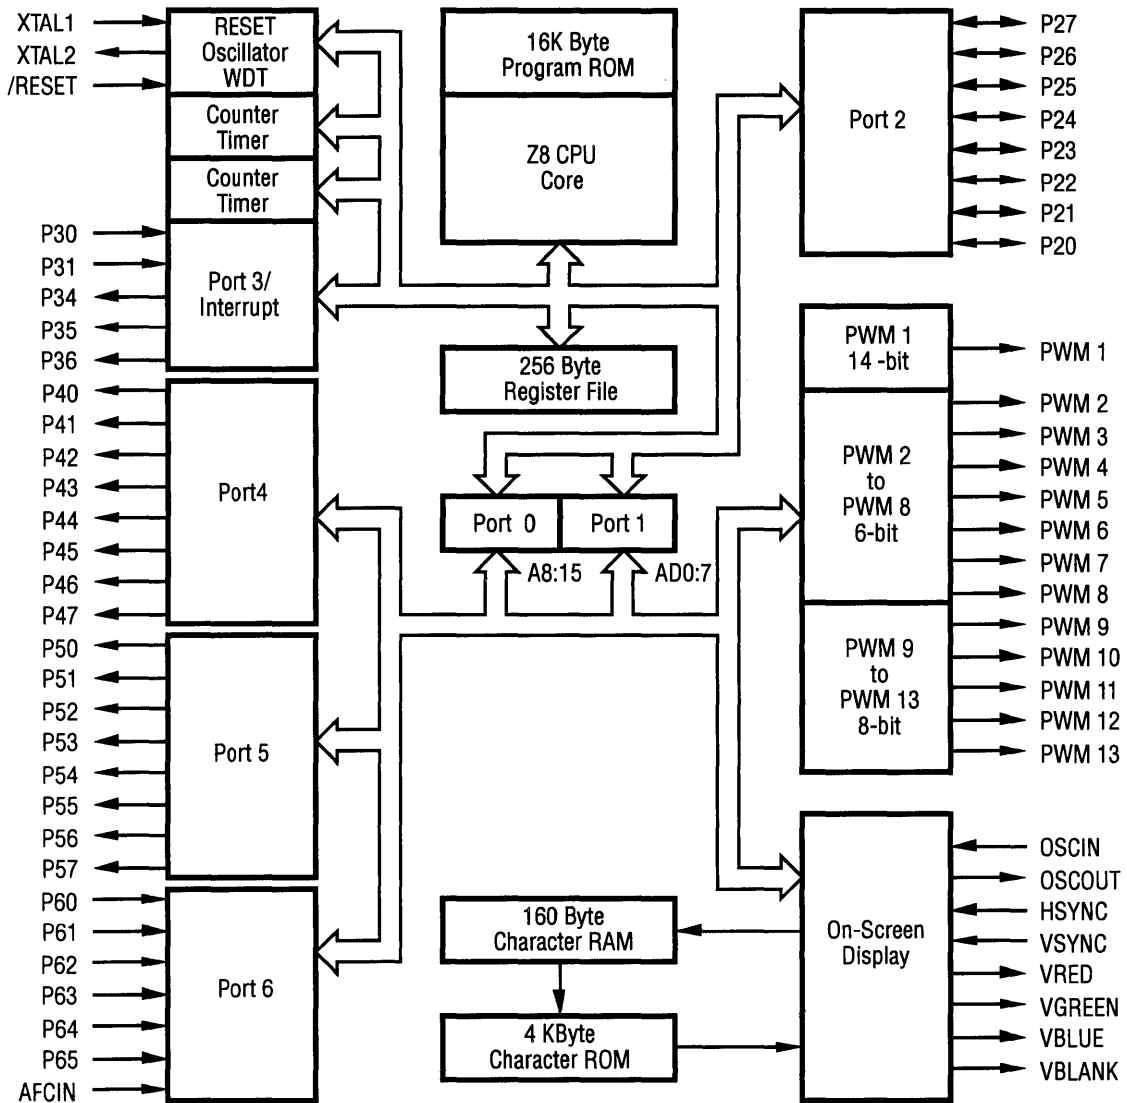 XTAL1
XTAL2
/RESET
RESET
Oscillator
WDT
Counter
Timer
Counter
Timer
P30
P31
P34
P35
P36
Port 3/
Interrupt
P40
P41
P42
P43
P44
P45
P46
P47
Port4
P50
P51
P52
P53
P54
P55
P56
P57
Port 5
P60
P61
P62
P63
P64
P65
AFCIN
Port 6
16K Byte
Program ROM
Z8 CPU
Core
256 Byte
Register File
Port 0
Port 1
A8:15
AD0:7
160 Byte
Character RAM
4 KByte
Character ROM
Port 2
P27
P26
P25
P24
P23
P22
P21
P20
PWM 1
14 -bit
PWM 1
PWM 2
to
PWM 8
6-bit
PWM 2
PWM 3
PWM 4
PWM 5
PWM 6
PWM 7
PWM 8
PWM 9
to
PWM 13
8-bit
PWM 9
PWM 10
PWM 11
PWM 12
PWM 13
On-Screen
Display
OSCIN
OSCOUT
HSYNC
VSYNC
VRED
VGREEN
VBLUE
VBLANK